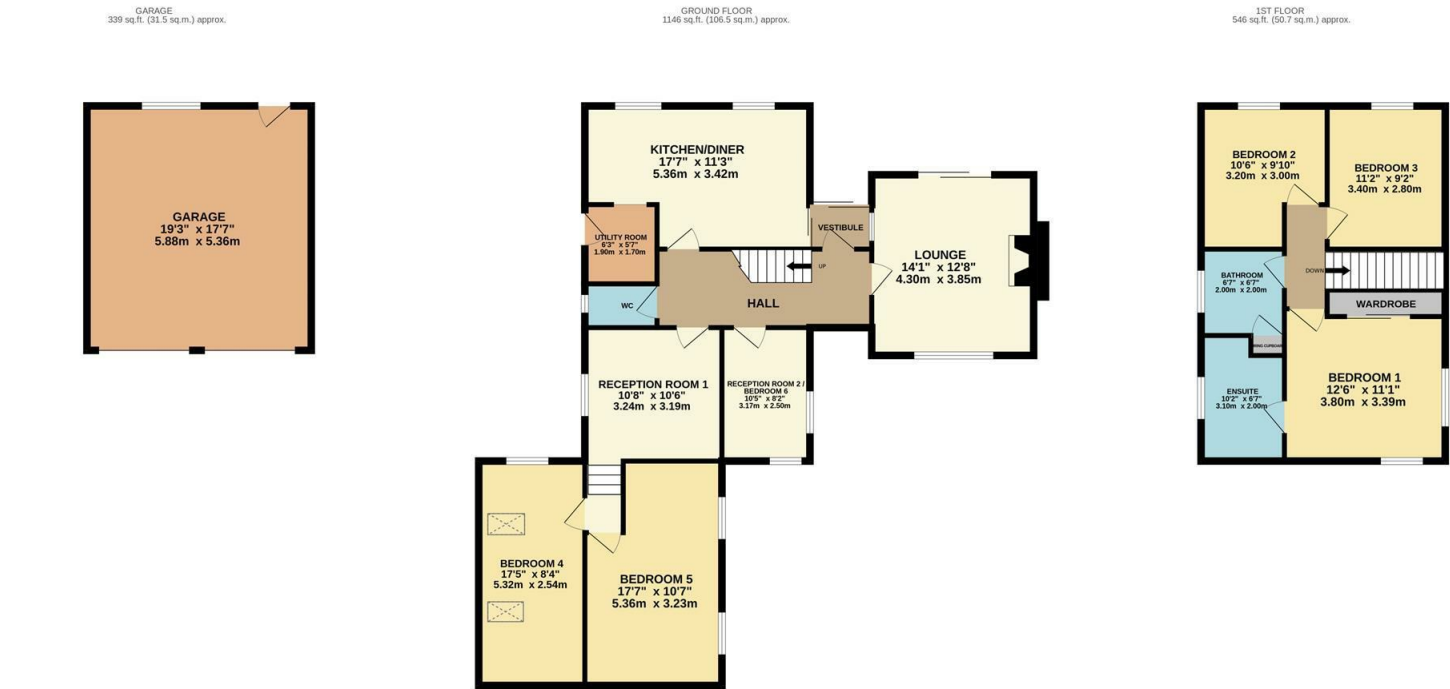 GARAGE
339 sq.ft. (31.5 sq.m.) approx.
GROUND FLOOR
1146 sq.ft. (106.5 sq.m.) approx.
1ST FLOOR
546 sq.ft. (50.7 sq.m.) approx.
GARAGE
19'3" x 17'7"
5.88m x 5.36m
KITCHEN/DINER
17'7" x 11'3"
5.36m x 3.42m
UTILITY ROOM
6'3" x 5'7"
1.90m x 1.70m
VESTIBULE
LOUNGE
14'1" x 12'8"
4.30m x 3.85m
UP
WC
HALL
RECEPTION ROOM 1
10'8" x 10'6"
3.24m x 3.19m
RECEPTION ROOM 2 /
BEDROOM 6
10'5" x 8'2"
3.17m x 2.50m
BEDROOM 4
17'5" x 8'4"
5.32m x 2.54m
BEDROOM 5
17'7" x 10'7"
5.36m x 3.23m
BEDROOM 2
10'6" x 9'10"
3.20m x 3.00m
BEDROOM 3
11'2" x 9'2"
3.40m x 2.80m
BATHROOM
6'7" x 6'7"
2.00m x 2.00m
DOWN
WARDROBE
CUPBOARD
ENSUITE
10'2" x 6'7"
3.10m x 2.00m
BEDROOM 1
12'6" x 11'1"
3.80m x 3.39m